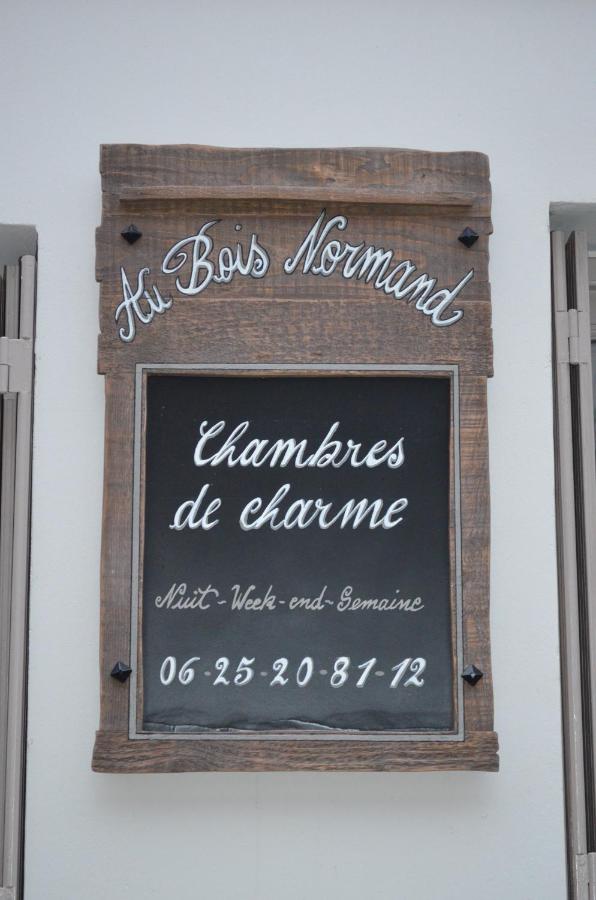 Au Bois Normand
Chambres
de charme
Nuit - Week-end - Semaine
06-25-20-81-12